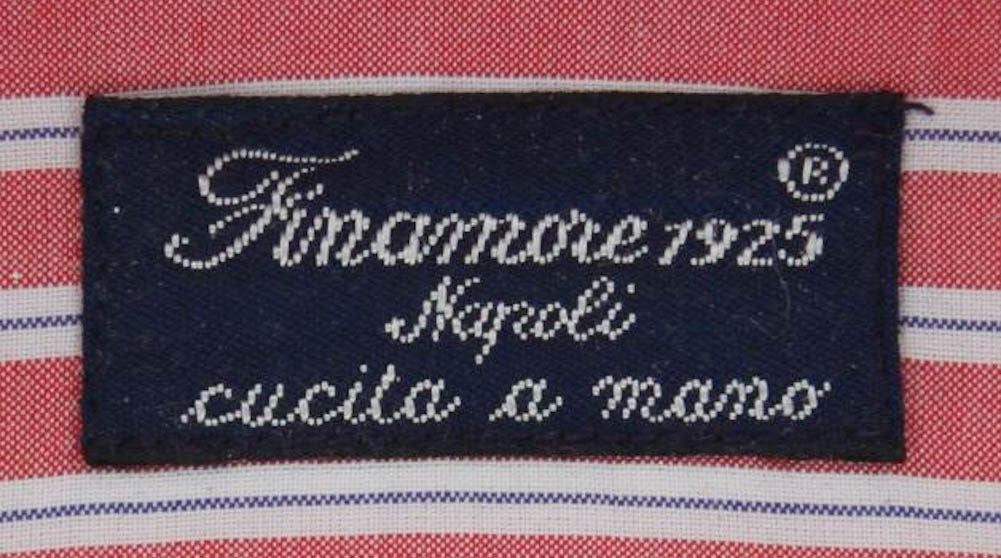 Finamore 1925®
Napoli
cucita a mano